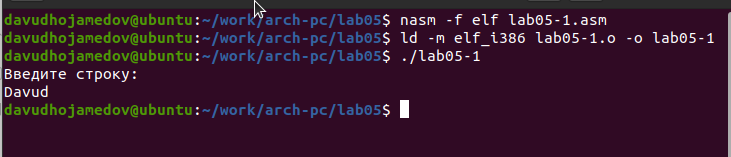 davudhojamedov@ubuntu:~/work/arch-pc/lab05$ nasm -f elf lab05-1.asm
davudhojamedov@ubuntu:~/work/arch-pc/lab05$ ld -m elf_i386 lab05-1.o -o lab05-1
davudhojamedov@ubuntu:~/work/arch-pc/lab05$ ./lab05-1
Введите строку:
Davud
davudhojamedov@ubuntu:~/work/arch-pc/lab05$